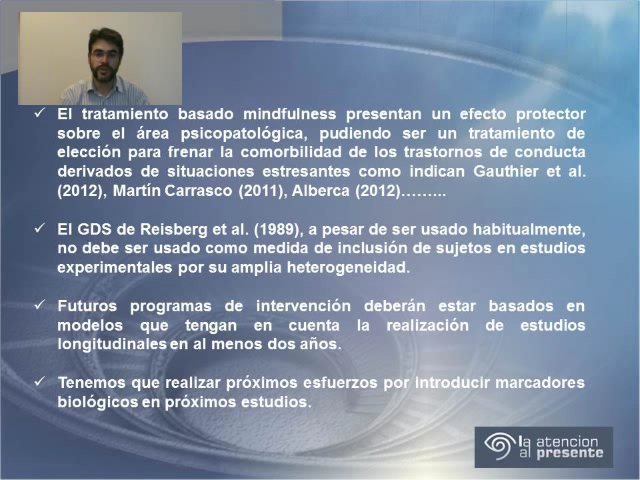 ✓ El tratamiento basado mindfulness presentan un efecto protector
sobre el área psicopatológica, pudiendo ser un tratamiento de
elección para frenar la comorbilidad de los trastornos de conducta
derivados de situaciones estresantes como indican Gauthier et al.
(2012), Martín Carrasco (2011), Alberca (2012)………
✓ El GDS de Reisberg et al. (1989), a pesar de ser usado habitualmente,
no debe ser usado como medida de inclusión de sujetos en estudios
experimentales por su amplia heterogeneidad.
✓ Futuros programas de intervención deberán estar basados en
modelos que tengan en cuenta la realización de estudios
longitudinales en al menos dos años.
✓ Tenemos que realizar próximos esfuerzos por introducir marcadores
biológicos en próximos estudios.
la atencion
al presente